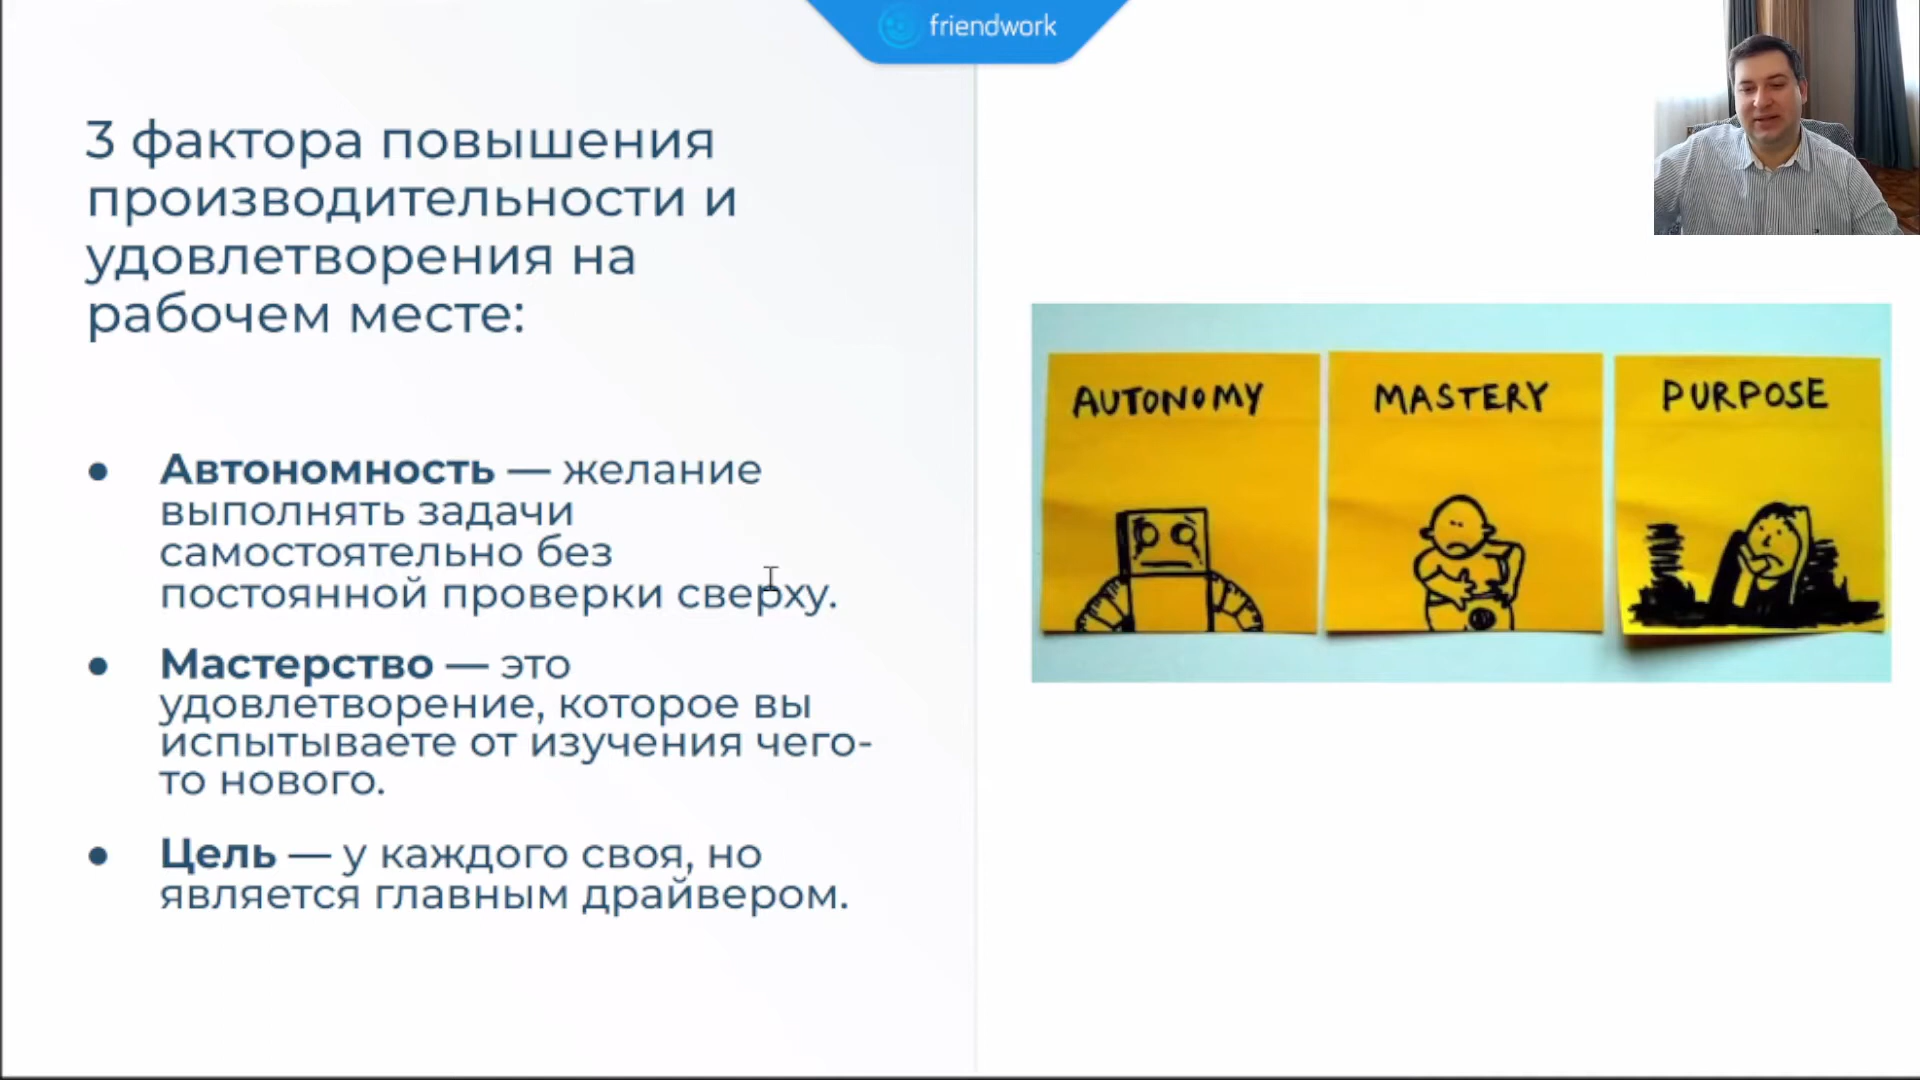 friendwork
3 фактора повышения
производительности и
удовлетворения на
рабочем месте:
● Автономность — желание
выполнять задачи
самостоятельно без
постоянной проверки сверху.
● Мастерство — это
удовлетворение, которое вы
испытываете от изучения чего-
то нового.
● Цель — у каждого своя, но
является главным драйвером.
AUTONOMY
MASTERY
PURPOSE